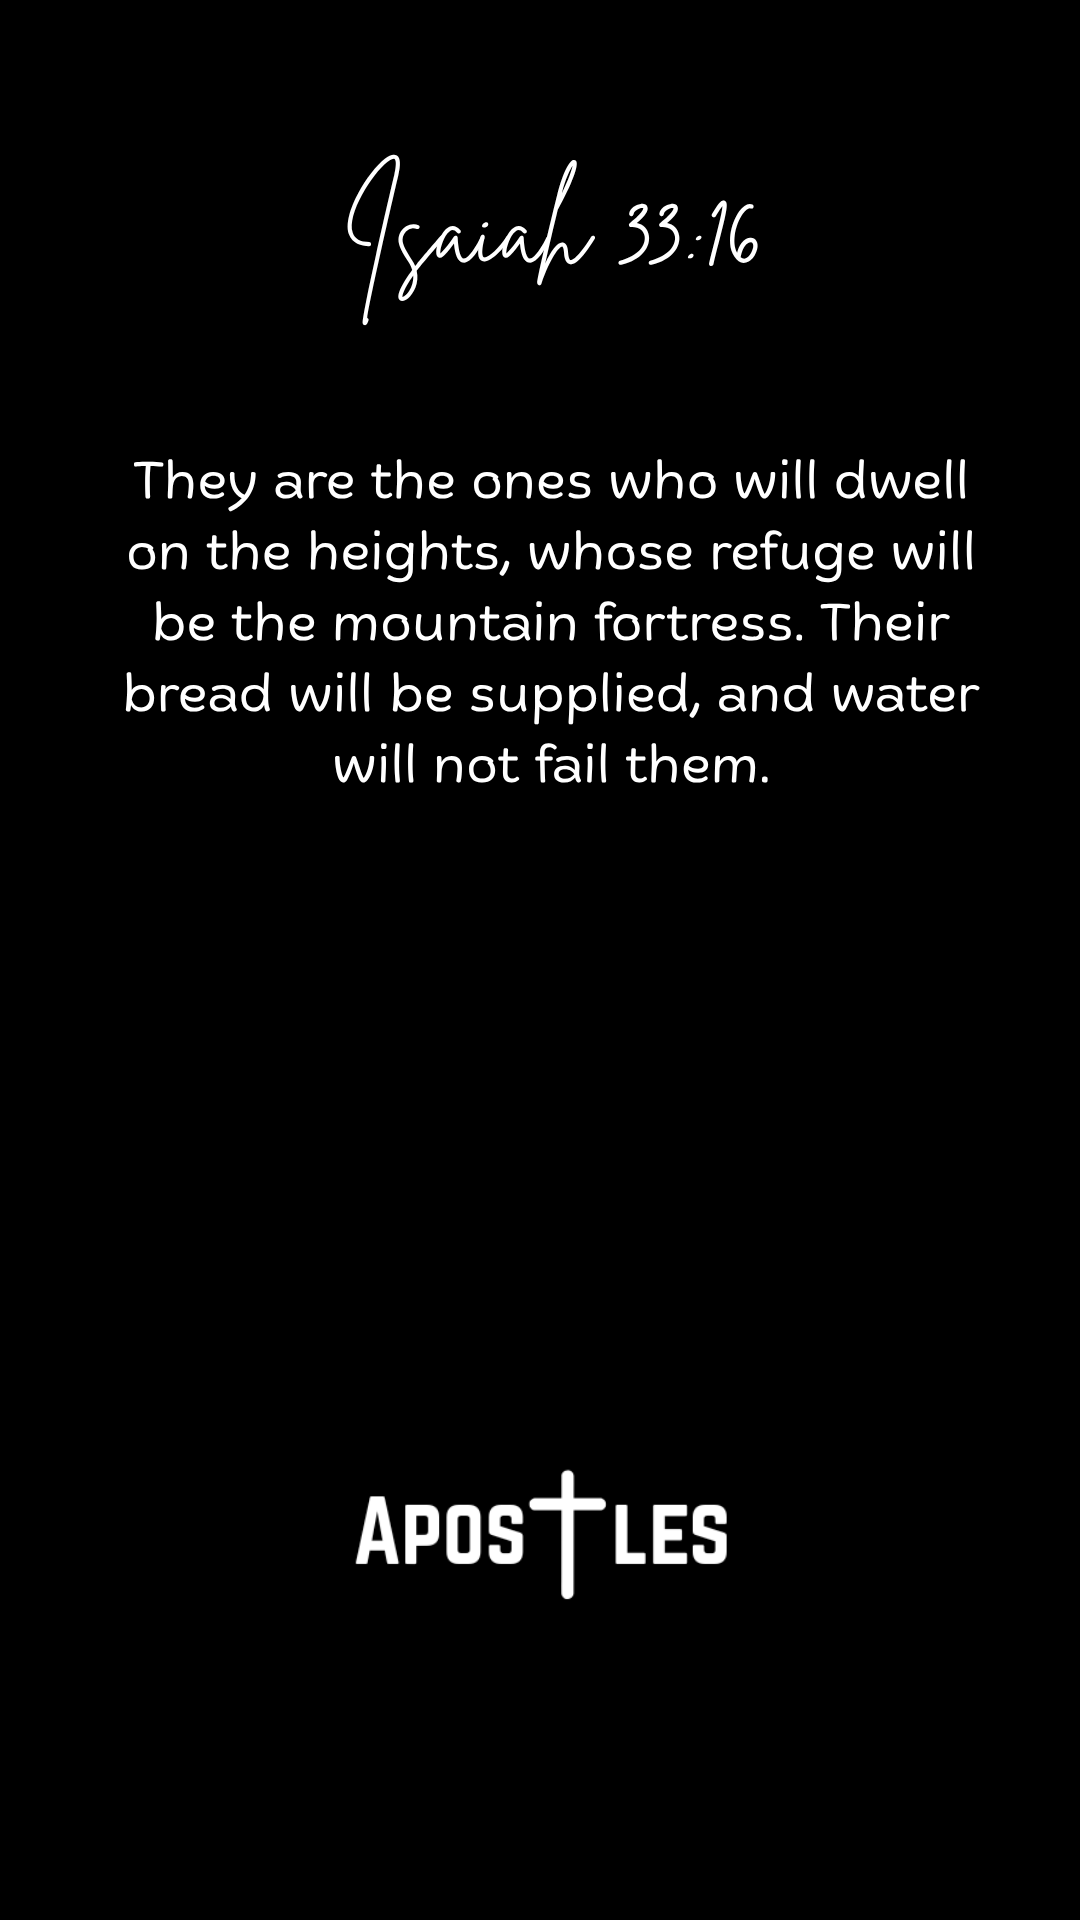 Isaiah 33:16
They are the ones who will dwell
on the heights, whose refuge will
be the mountain fortress. Their
bread will be supplied, and water
will not fail them.
APOSTLES